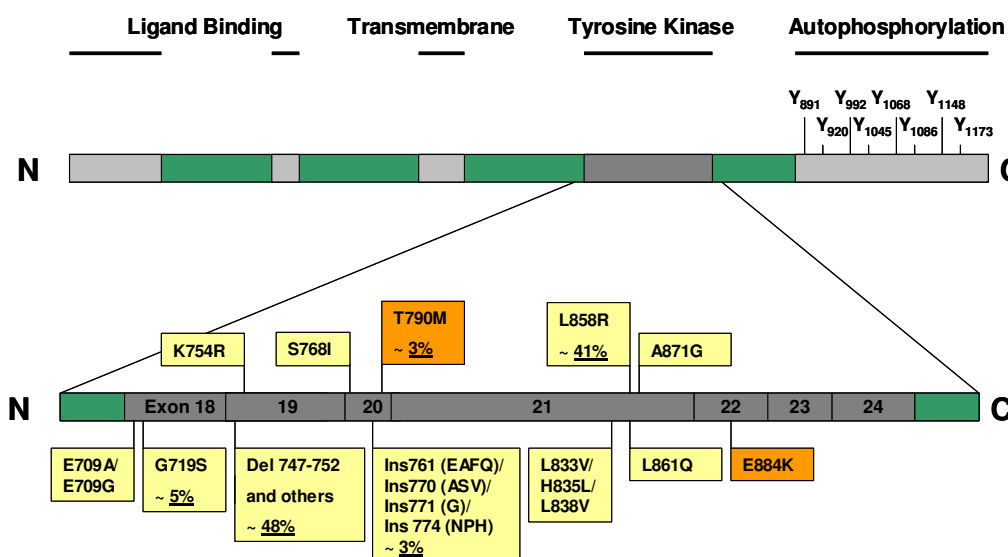 Ligand Binding Transmembrane Tyrosine Kinase Autophosphorylation
Y891 Y992 Y1068 Y1148
Y920 Y1045 Y1086 Y1173
N C
T790M
~ 3%
L858R
~ 41%
K754R
S768I
A871G
N Exon 18 19 20 21 22 23 24 C
E709A/
E709G
G719S
~ 5%
Del 747-752
and others
~ 48%
Ins761 (EAFQ)/
Ins770 (ASV)/
Ins771 (G)/
Ins 774 (NPH)
~ 3%
L833V/
H835L/
L838V
L861Q
E884K